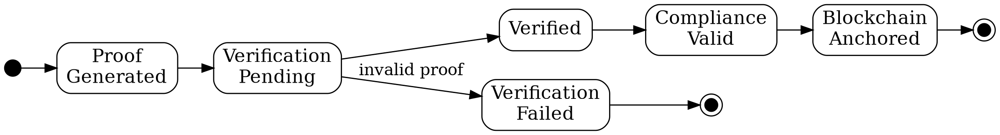 Proof
Generated
Verification
Pending
invalid proof
Verified
Compliance
Valid
Blockchain
Anchored
Verification
Failed